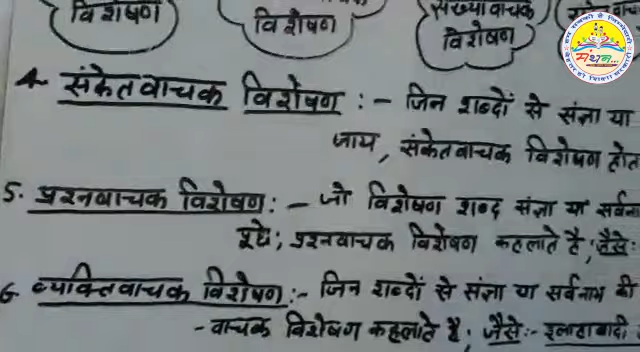 विशेषण
विशेषण
संख्यावाचक
विशेषण
मंथन...
4- संकेतवाचक विशेषण :- जिन शब्दों से संज्ञा या
जाय, संकेतवाचक विशेषण होत
5. प्रश्नवाचक विशेषण:- जो विशेषण शब्द संज्ञा या सर्वना
पूछे; प्रश्नवाचक विशेषण कहलाते है; जैसे:
6- व्यक्तिवाचक विशेषण:- जिन शब्दों से संज्ञा या सर्वनाम की
-वाचक विशेषण कहलाते है; जैसे:- इलाहाबादी